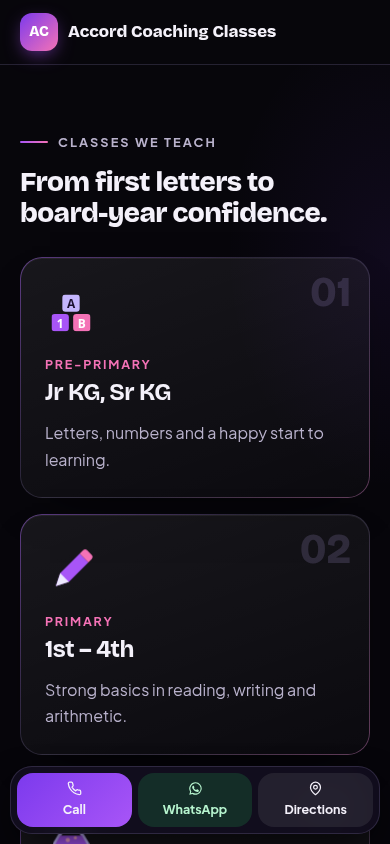 AC Accord Coaching Classes
CLASSES WE TEACH
From first letters to
board-year confidence.
01
A
1 B
PRE-PRIMARY
Jr KG, Sr KG
Letters, numbers and a happy start to
learning.
02
PRIMARY
1st – 4th
Strong basics in reading, writing and
arithmetic.
Call WhatsApp Directions